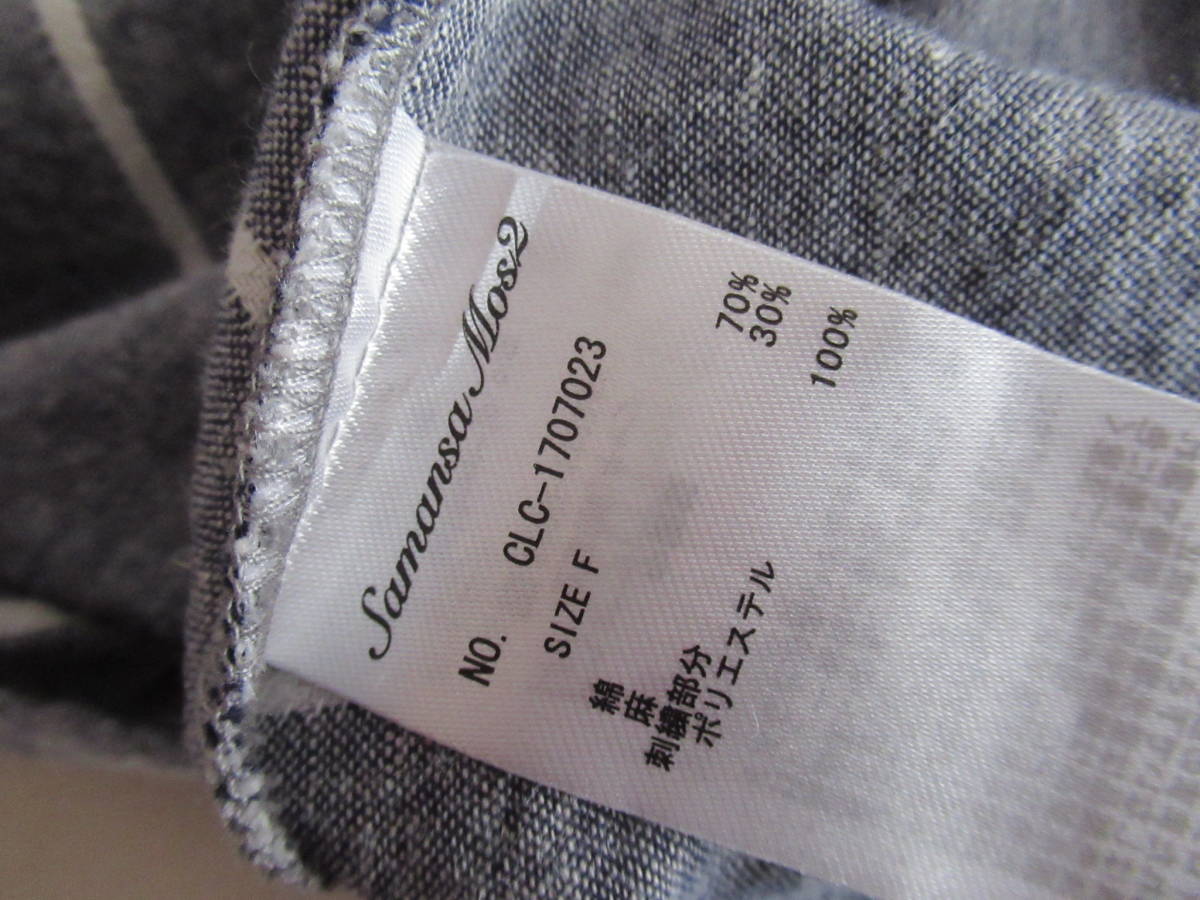 Samansa Mos2
NO. CLC-1707023
SIZE F
綿 70%
麻 30%
刺繍部分
ポリエステル 100%